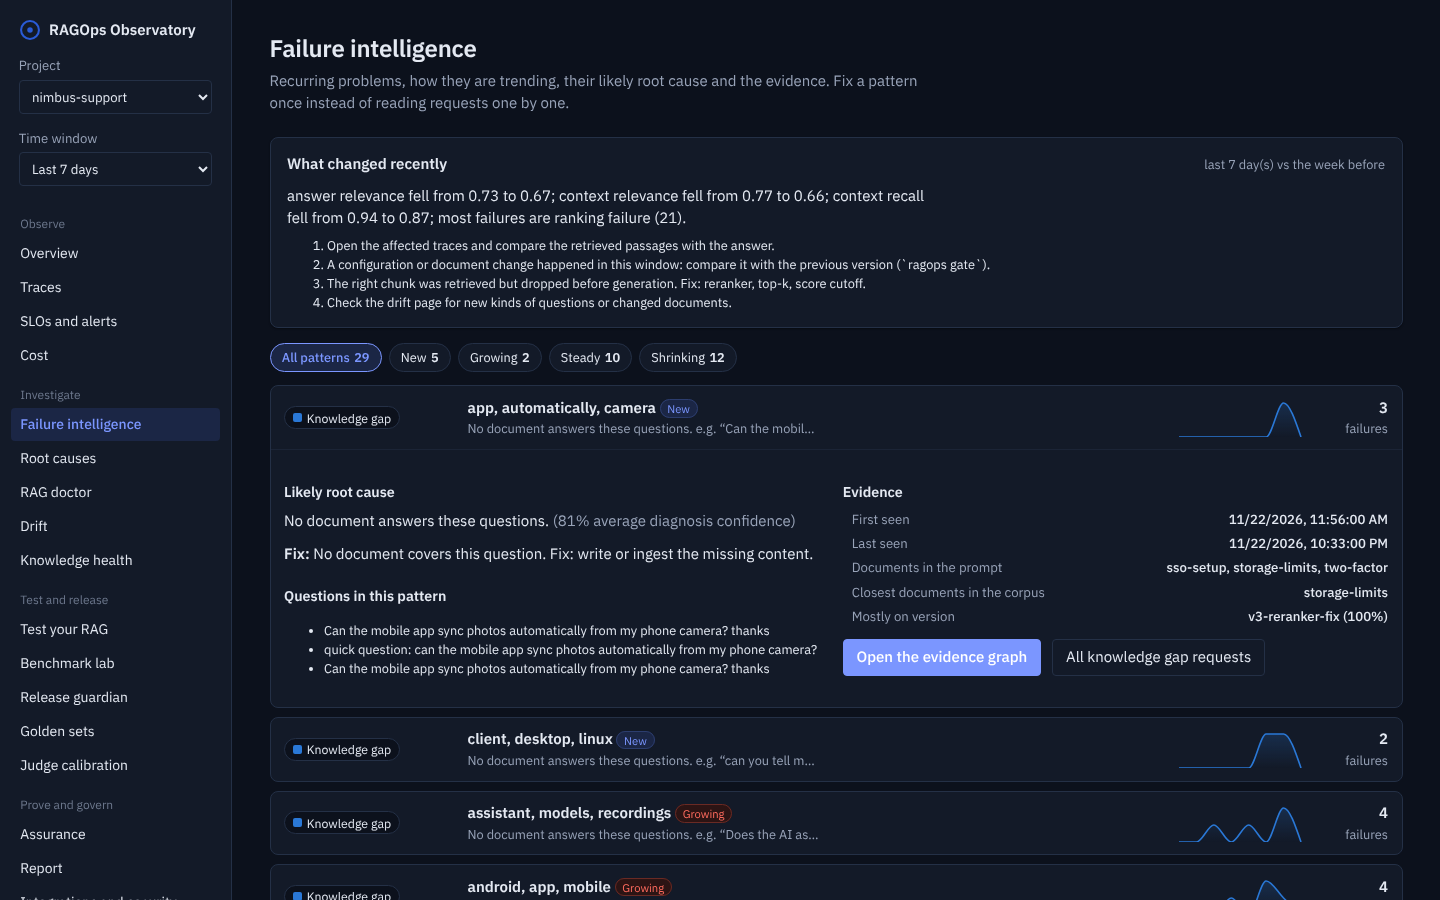 RAGOps Observatory
Project
nimbus-support
Time window
Last 7 days
Observe
Overview
Traces
SLOs and alerts
Cost
Investigate
Failure intelligence
Root causes
RAG doctor
Drift
Knowledge health
Test and release
Test your RAG
Benchmark lab
Release guardian
Golden sets
Judge calibration
Prove and govern
Assurance
Report
Failure intelligence
Recurring problems, how they are trending, their likely root cause and the evidence. Fix a pattern
once instead of reading requests one by one.
What changed recently
last 7 day(s) vs the week before
answer relevance fell from 0.73 to 0.67; context relevance fell from 0.77 to 0.66; context recall
fell from 0.94 to 0.87; most failures are ranking failure (21).
1. Open the affected traces and compare the retrieved passages with the answer.
2. A configuration or document change happened in this window: compare it with the previous version (`ragops gate`).
3. The right chunk was retrieved but dropped before generation. Fix: reranker, top-k, score cutoff.
4. Check the drift page for new kinds of questions or changed documents.
All patterns 29
New 5
Growing 2
Steady 10
Shrinking 12
Knowledge gap
app, automatically, camera New
No document answers these questions. e.g. “Can the mobil...
3
failures
Likely root cause
No document answers these questions. (81% average diagnosis confidence)
Fix: No document covers this question. Fix: write or ingest the missing content.
Questions in this pattern
• Can the mobile app sync photos automatically from my phone camera? thanks
• quick question: can the mobile app sync photos automatically from my phone camera?
• Can the mobile app sync photos automatically from my phone camera? thanks
Evidence
First seen 11/22/2026, 11:56:00 AM
Last seen 11/22/2026, 10:33:00 PM
Documents in the prompt sso-setup, storage-limits, two-factor
Closest documents in the corpus storage-limits
Mostly on version v3-reranker-fix (100%)
Open the evidence graph
All knowledge gap requests
Knowledge gap
client, desktop, linux New
No document answers these questions. e.g. “can you tell m...
2
failures
Knowledge gap
assistant, models, recordings Growing
No document answers these questions. e.g. “Does the AI as...
4
failures
Knowledge gap
android, app, mobile Growing
4